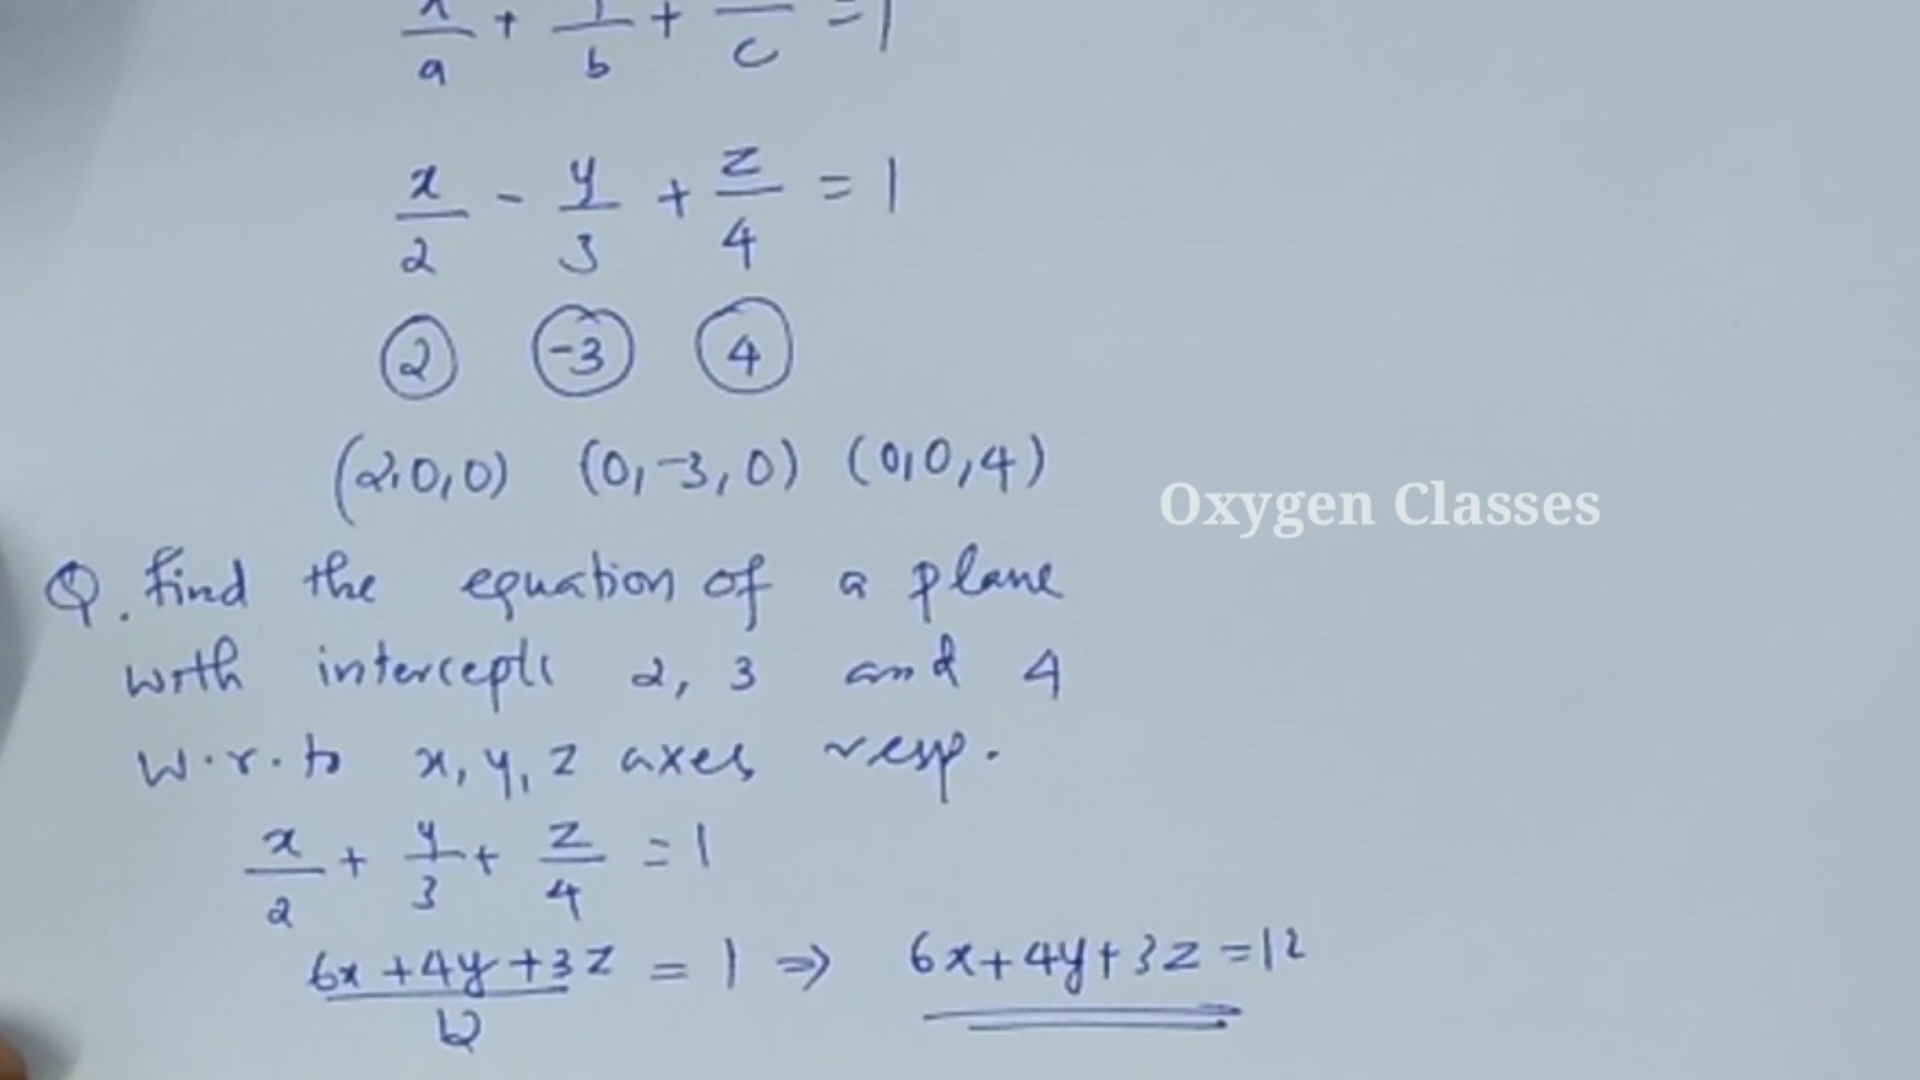 x/a + y/b + /c = 1
x/2 - y/3 + z/4 = 1
2 -3 4
(2,0,0) (0,-3,0) (0,0,4)
Oxygen Classes
Q. Find the equation of a plane
with intercepts 2, 3 and 4
w.r.to x, y, z axes resp.
x/2 + y/3 + z/4 = 1
6x+4y+3z/12 = 1 ⇒ 6x+4y+3z=12